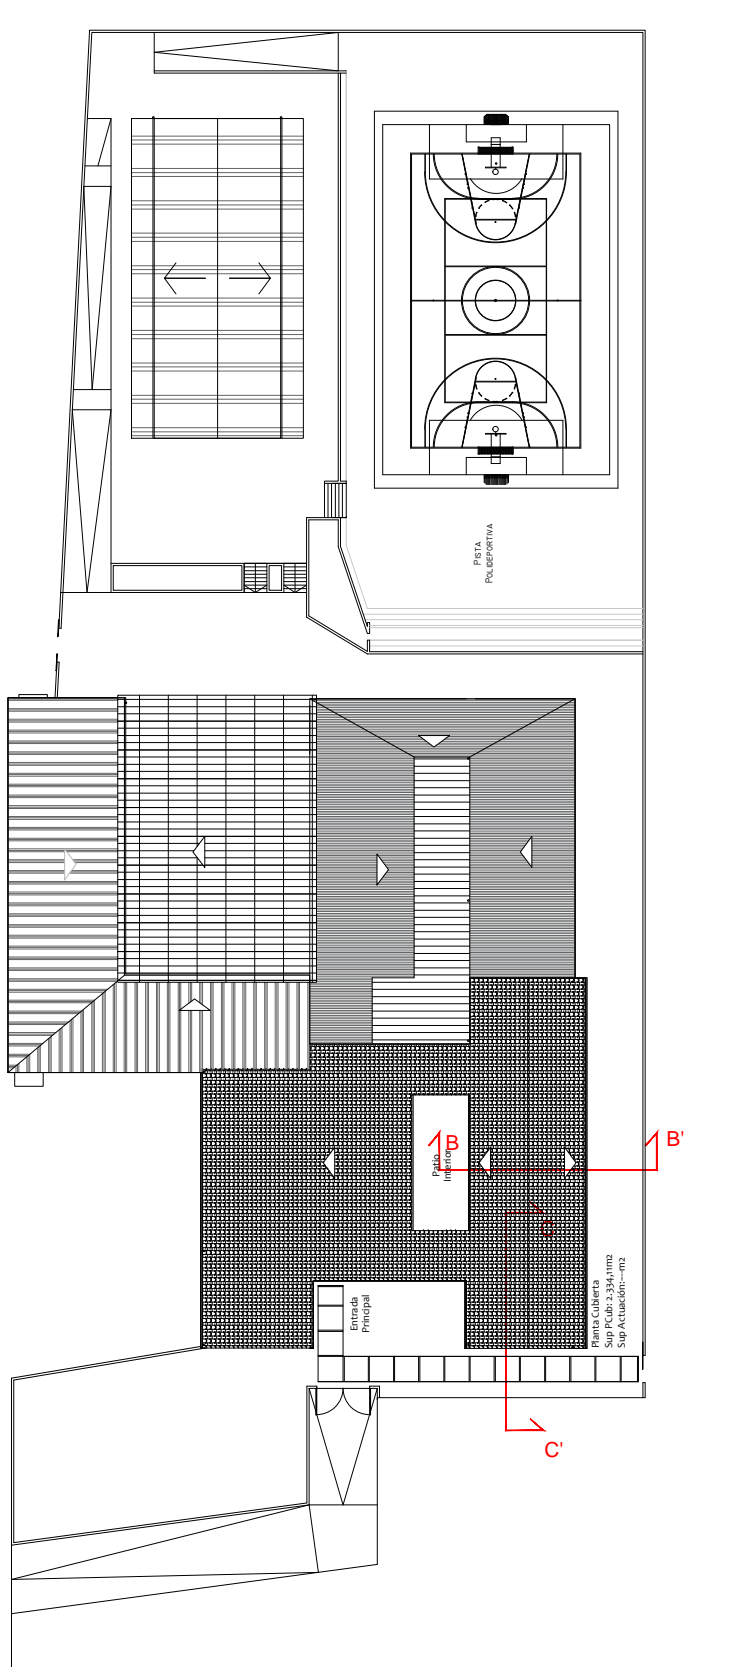 PISTA
POLIDEPORTIVA
B
B'
Patio
Interior
C
Entrada
Principal
Planta Cubierta
Sup PCub: 2.334,11m2
Sup Actuación:---m2
C'